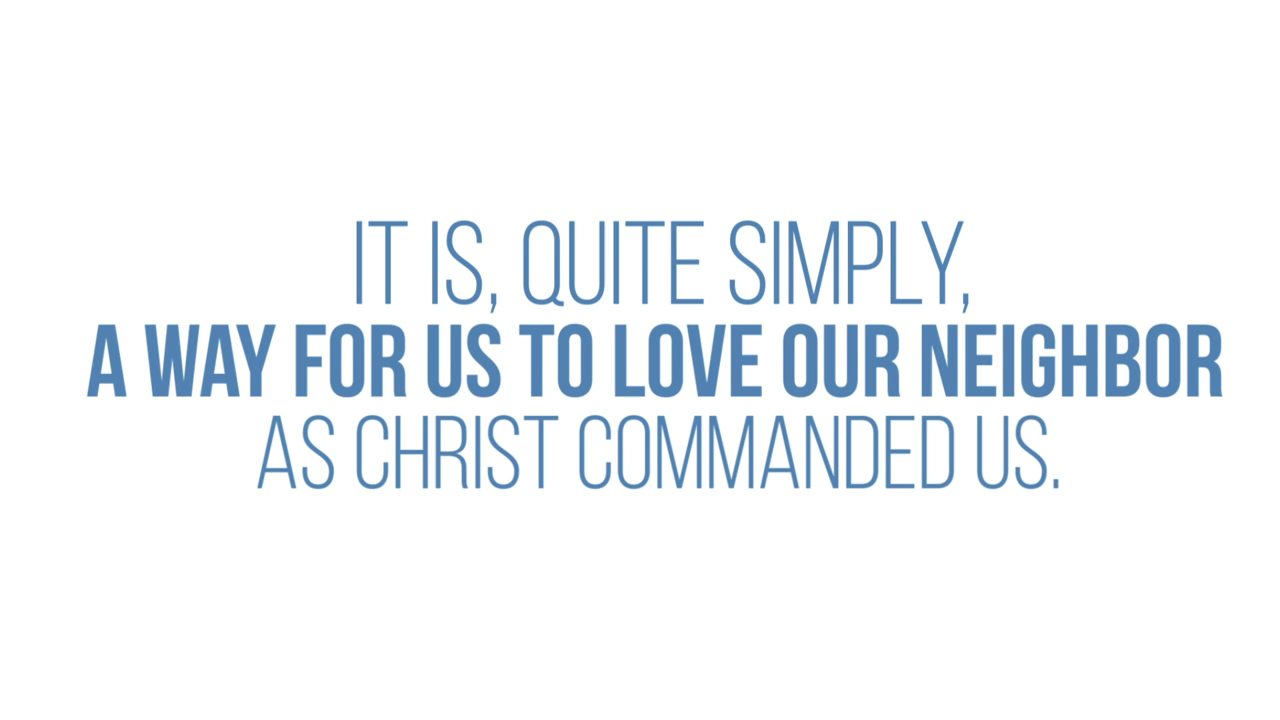 IT IS, QUITE SIMPLY,
A WAY FOR US TO LOVE OUR NEIGHBOR
AS CHRIST COMMANDED US.